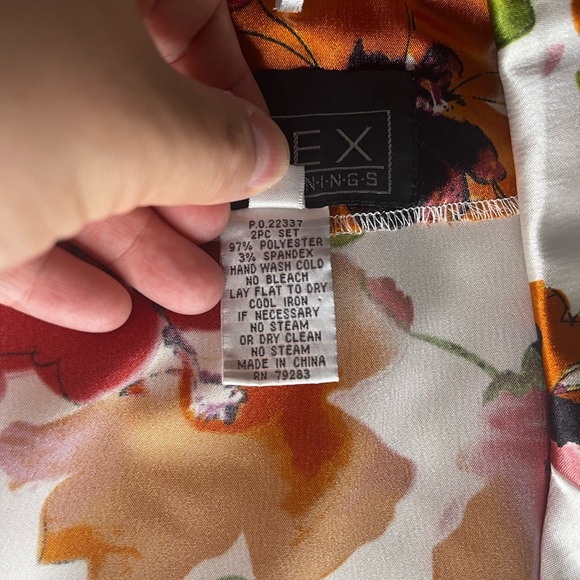 EX
N·I·N·G·S
P.O.22337
2PC SET
97% POLYESTER
3% SPANDEX
HAND WASH COLD
NO BLEACH
LAY FLAT TO DRY
COOL IRON
IF NECESSARY
NO STEAM
OR DRY CLEAN
NO STEAM
MADE IN CHINA
RN 79283